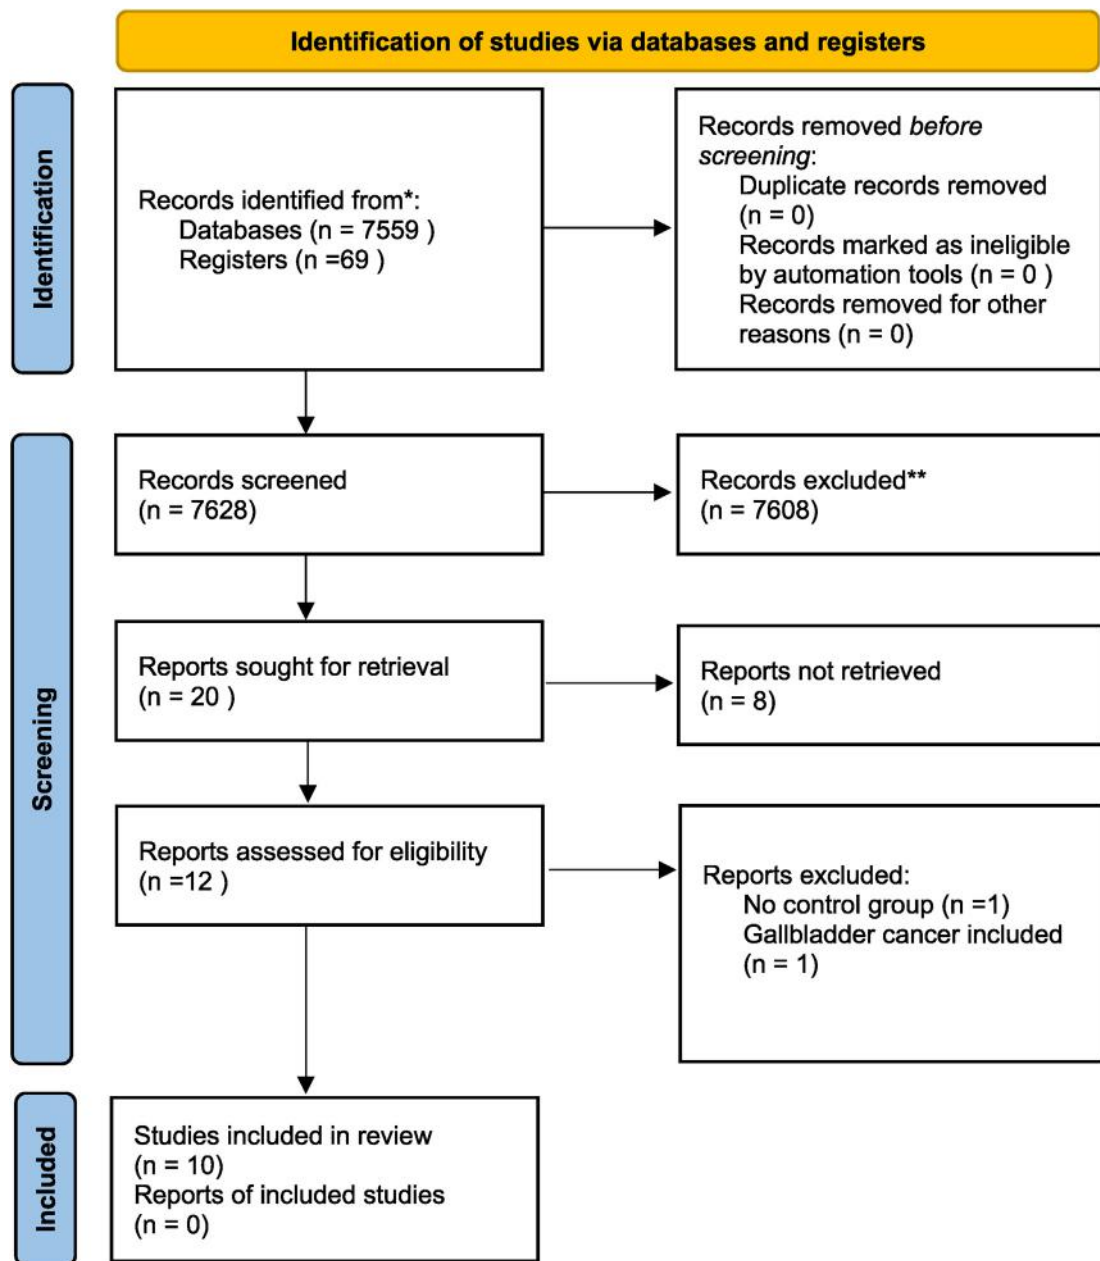 Identification of studies via databases and registers
Identification
Records identified from*:
Databases (n = 7559 )
Registers (n =69 )
Records removed before
screening:
Duplicate records removed
(n = 0)
Records marked as ineligible
by automation tools (n = 0 )
Records removed for other
reasons (n = 0)
Screening
Records screened
(n = 7628)
Records excluded**
(n = 7608)
Reports sought for retrieval
(n = 20 )
Reports not retrieved
(n = 8)
Reports assessed for eligibility
(n =12 )
Reports excluded:
No control group (n =1)
Gallbladder cancer included
(n = 1)
Included
Studies included in review
(n = 10)
Reports of included studies
(n = 0)